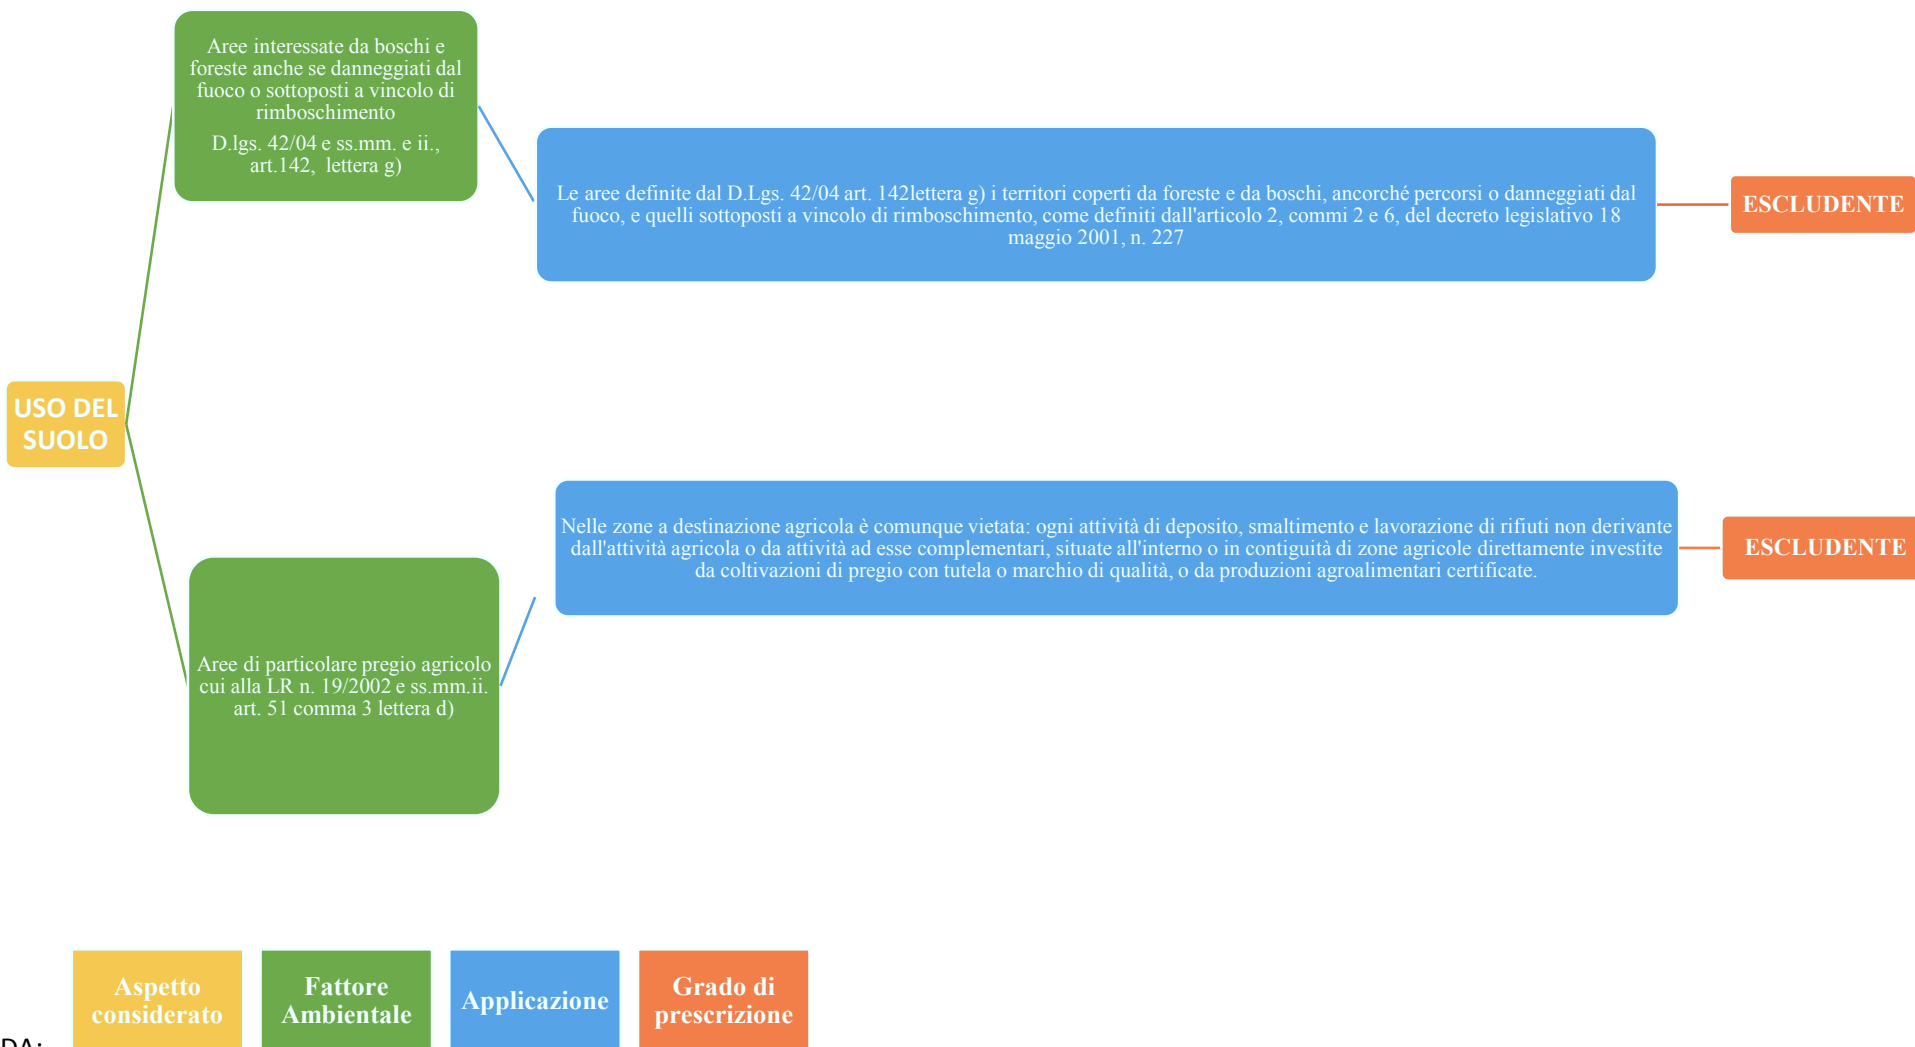 Aree interessate da boschi e
foreste anche se danneggiati dal
fuoco o sottoposti a vincolo di
rimboschimento
D.lgs. 42/04 e ss.mm. e ii.,
art.142, lettera g)
Le aree definite dal D.Lgs. 42/04 art. 142lettera g) i territori coperti da foreste e da boschi, ancorché percorsi o danneggiati dal
fuoco, e quelli sottoposti a vincolo di rimboschimento, come definiti dall'articolo 2, commi 2 e 6, del decreto legislativo 18
maggio 2001, n. 227
ESCLUDENTE
USO DEL
SUOLO
Nelle zone a destinazione agricola è comunque vietata: ogni attività di deposito, smaltimento e lavorazione di rifiuti non derivante
dall'attività agricola o da attività ad esse complementari, situate all'interno o in contiguità di zone agricole direttamente investite
da coltivazioni di pregio con tutela o marchio di qualità, o da produzioni agroalimentari certificate.
ESCLUDENTE
Aree di particolare pregio agricolo
cui alla LR n. 19/2002 e ss.mm.ii.
art. 51 comma 3 lettera d)
Aspetto
considerato
Fattore
Ambientale
Applicazione
Grado di
prescrizione
DA: